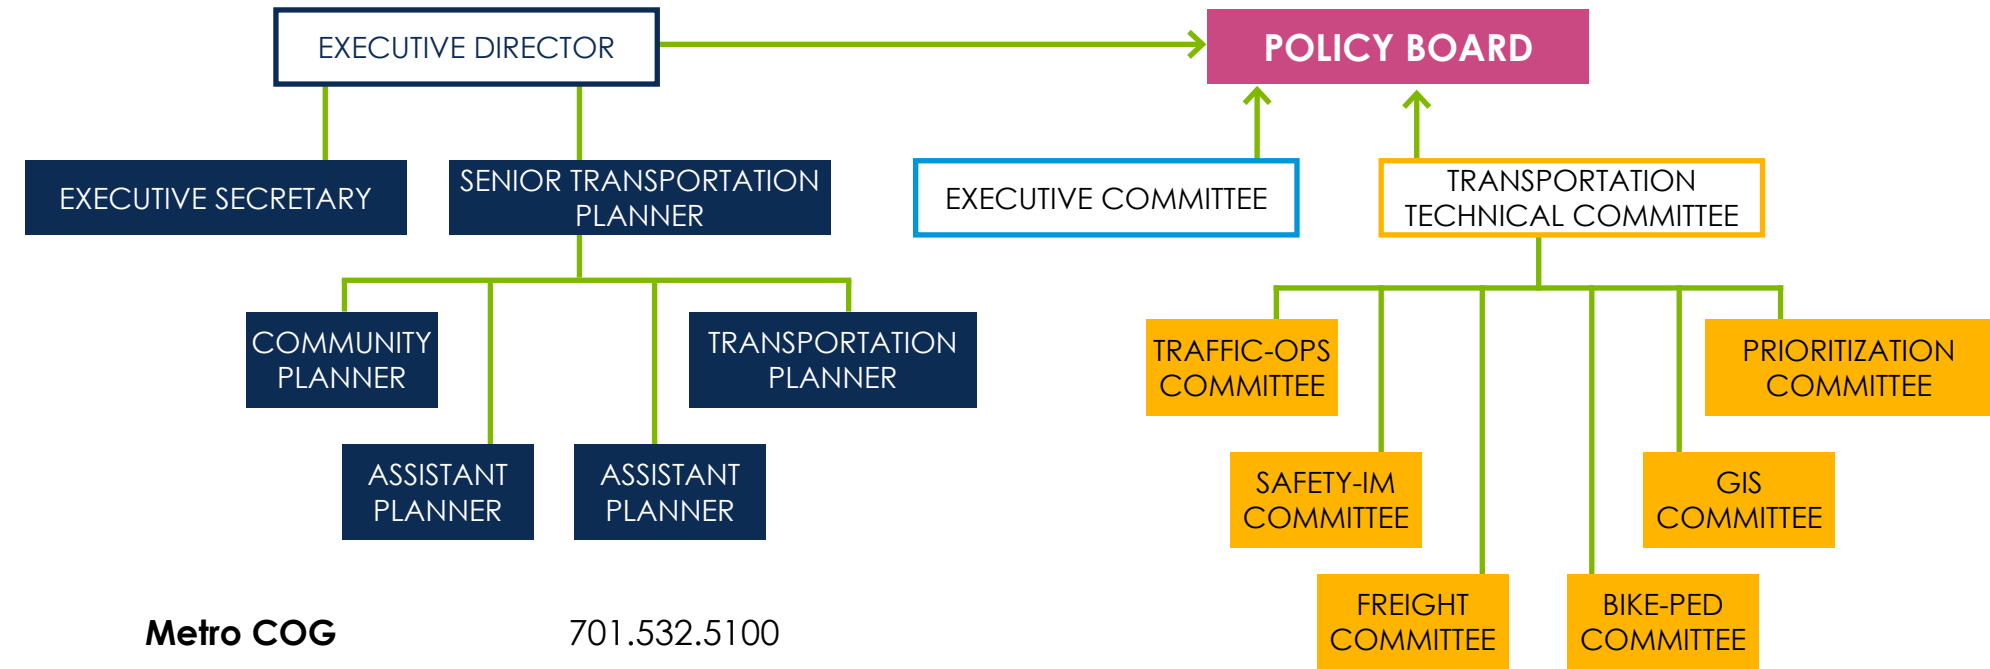 EXECUTIVE DIRECTOR
POLICY BOARD
EXECUTIVE SECRETARY
SENIOR TRANSPORTATION
PLANNER
EXECUTIVE COMMITTEE
TRANSPORTATION
TECHNICAL COMMITTEE
COMMUNITY
PLANNER
TRANSPORTATION
PLANNER
TRAFFIC-OPS
COMMITTEE
PRIORITIZATION
COMMITTEE
ASSISTANT
PLANNER
ASSISTANT
PLANNER
SAFETY-IM
COMMITTEE
GIS
COMMITTEE
FREIGHT
COMMITTEE
BIKE-PED
COMMITTEE
Metro COG 701.532.5100